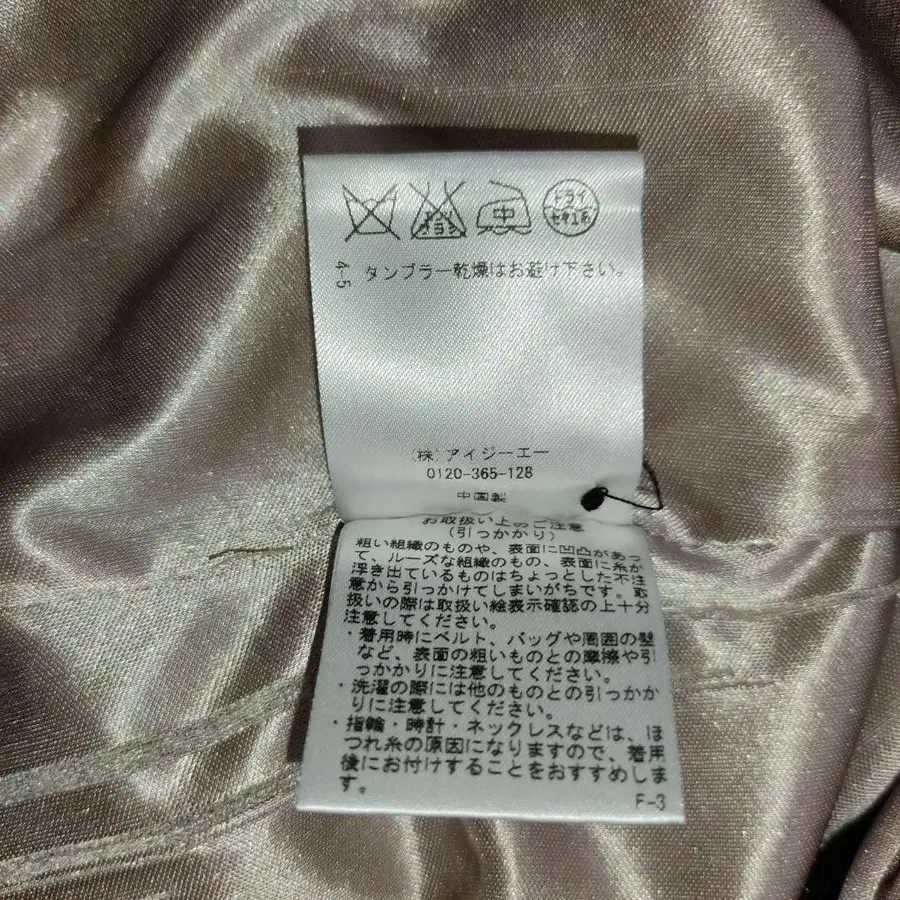 エンソ
サラシ
中
ドライ
セキユ系
4-5
タンブラー乾燥はお避け下さい。
(株)アイジーエー
0120-365-128
中国製
お取扱い上のご注意
(引っかかり)
粗い組織のものや、表面に凹凸があっ
て、ルーズな組織のもの、表面に糸が
浮き出ているものはちょっとした不注
意から引っかけてしまいがちです。取
扱いの際は取扱い絵表示確認の上十分
注意してください。
・着用時にベルト、バッグや周囲の壁
など、表面の粗いものとの摩擦や引
っかかりに注意してください。
・洗濯の際には他のものとの引っかか
りに注意してください。
・指輪・時計・ネックレスなどは、ほ
つれ糸の原因になりますので、着用
後にお付けすることをおすすめしま
す。
F-3